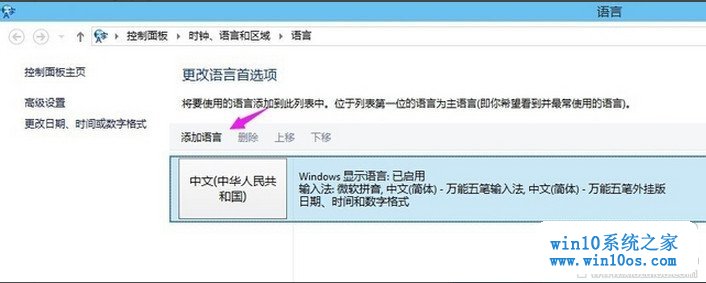 语言
控制面板 ▸ 时钟、语言和区域 ▸ 语言
控制面板主页
高级设置
更改日期、时间或数字格式
更改语言首选项
将要使用的语言添加到此列表中。位于列表第一位的语言为主语言(即你希望看到并最常使用的语言)。
添加语言 删除 上移 下移
中文(中华人民共
和国)
Windows 显示语言: 已启用
输入法: 微软拼音, 中文(简体) - 万能五笔输入法, 中文(简体) - 万能五笔外挂版
日期、时间和数字格式
win10系统之家
www.win10os.com